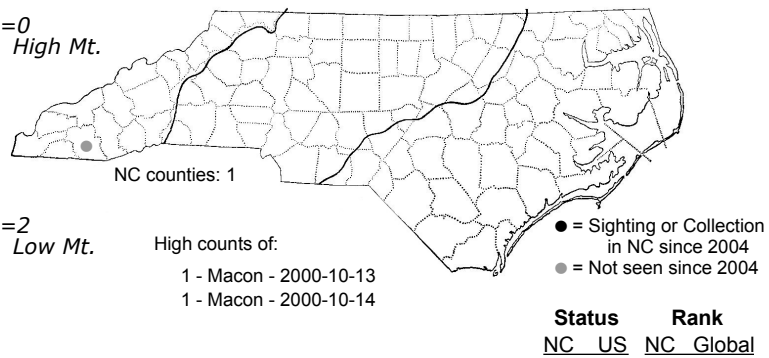 =0
High Mt.
NC counties: 1
=2
Low Mt.
High counts of:
1 - Macon - 2000-10-13
1 - Macon - 2000-10-14
● = Sighting or Collection
in NC since 2004
● = Not seen since 2004
Status Rank
NC US NC Global